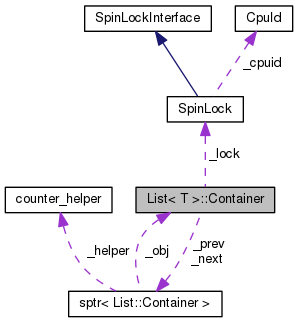 SpinLockInterface
CpuId
_cpuid
SpinLock
_lock
counter_helper
List< T >::Container
_helper
_obj
_prev
_next
sptr< List::Container >